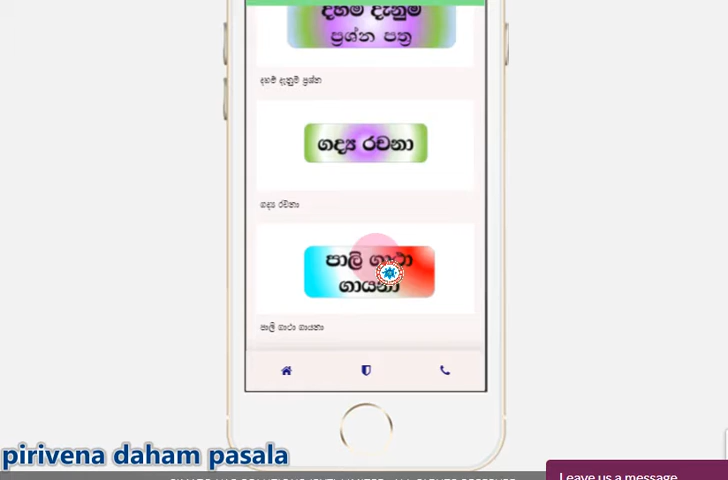 දහම් දැනුම
ප්‍රශ්න පත්‍ර
දහම් දැනුම් ප්‍රශ්න
ගද්‍ය රචනා
ගද්‍ය රචනා
පාලි ගාථා
ගායනා
පාලි ගාථා ගායනා
pirivena daham pasala
Leave us a message